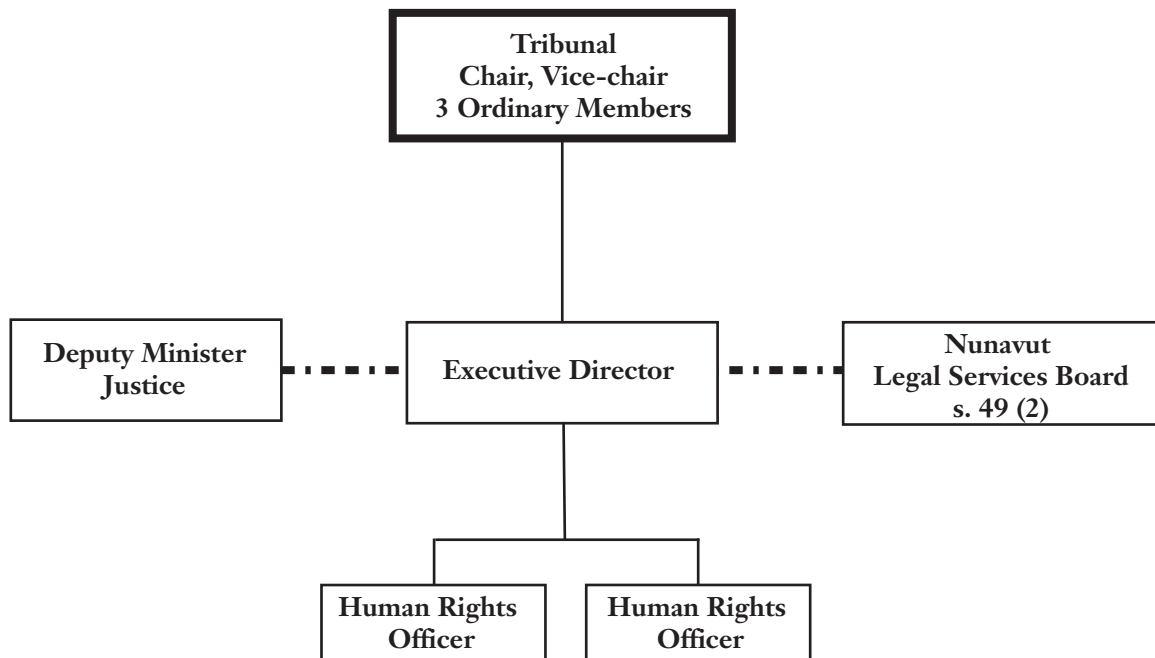 Tribunal
Chair, Vice-chair
3 Ordinary Members
Deputy Minister
Justice
Executive Director
Nunavut
Legal Services Board
s. 49 (2)
Human Rights
Officer
Human Rights
Officer